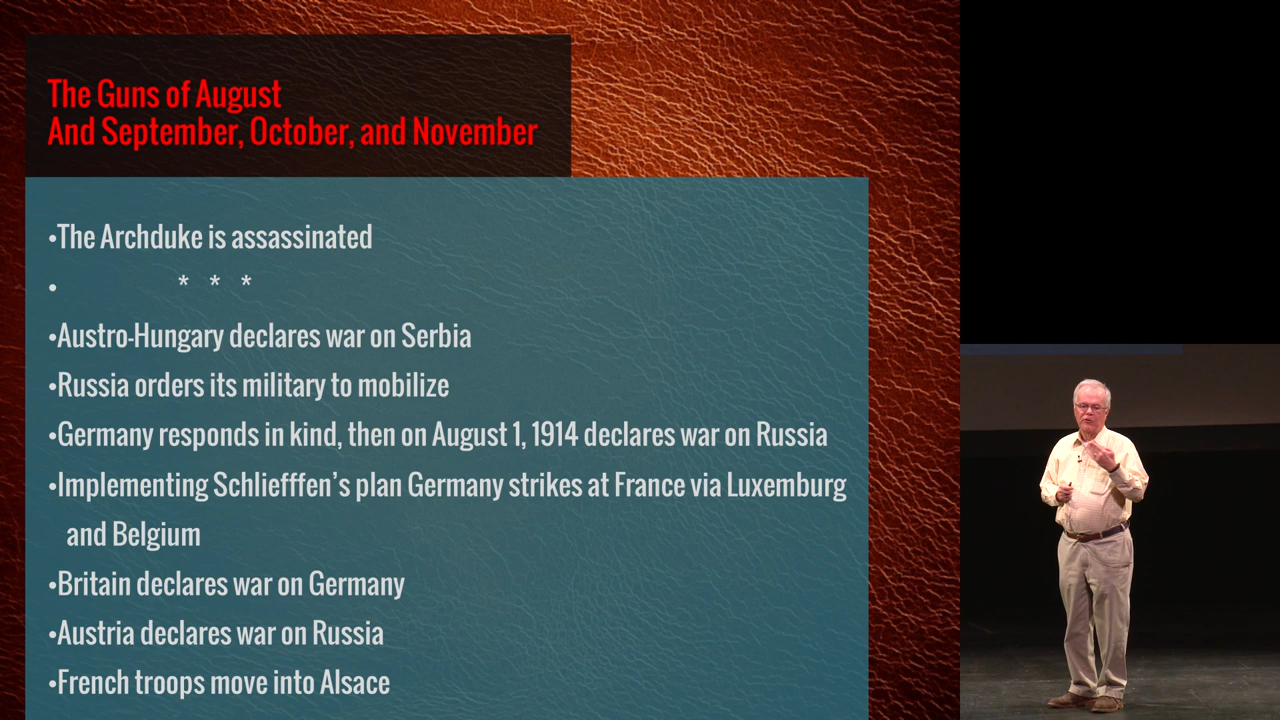 The Guns of August
And September, October, and November
•The Archduke is assassinated
• * * *
•Austro-Hungary declares war on Serbia
•Russia orders its military to mobilize
•Germany responds in kind, then on August 1, 1914 declares war on Russia
•Implementing Schliefffen's plan Germany strikes at France via Luxemburg
and Belgium
•Britain declares war on Germany
•Austria declares war on Russia
•French troops move into Alsace